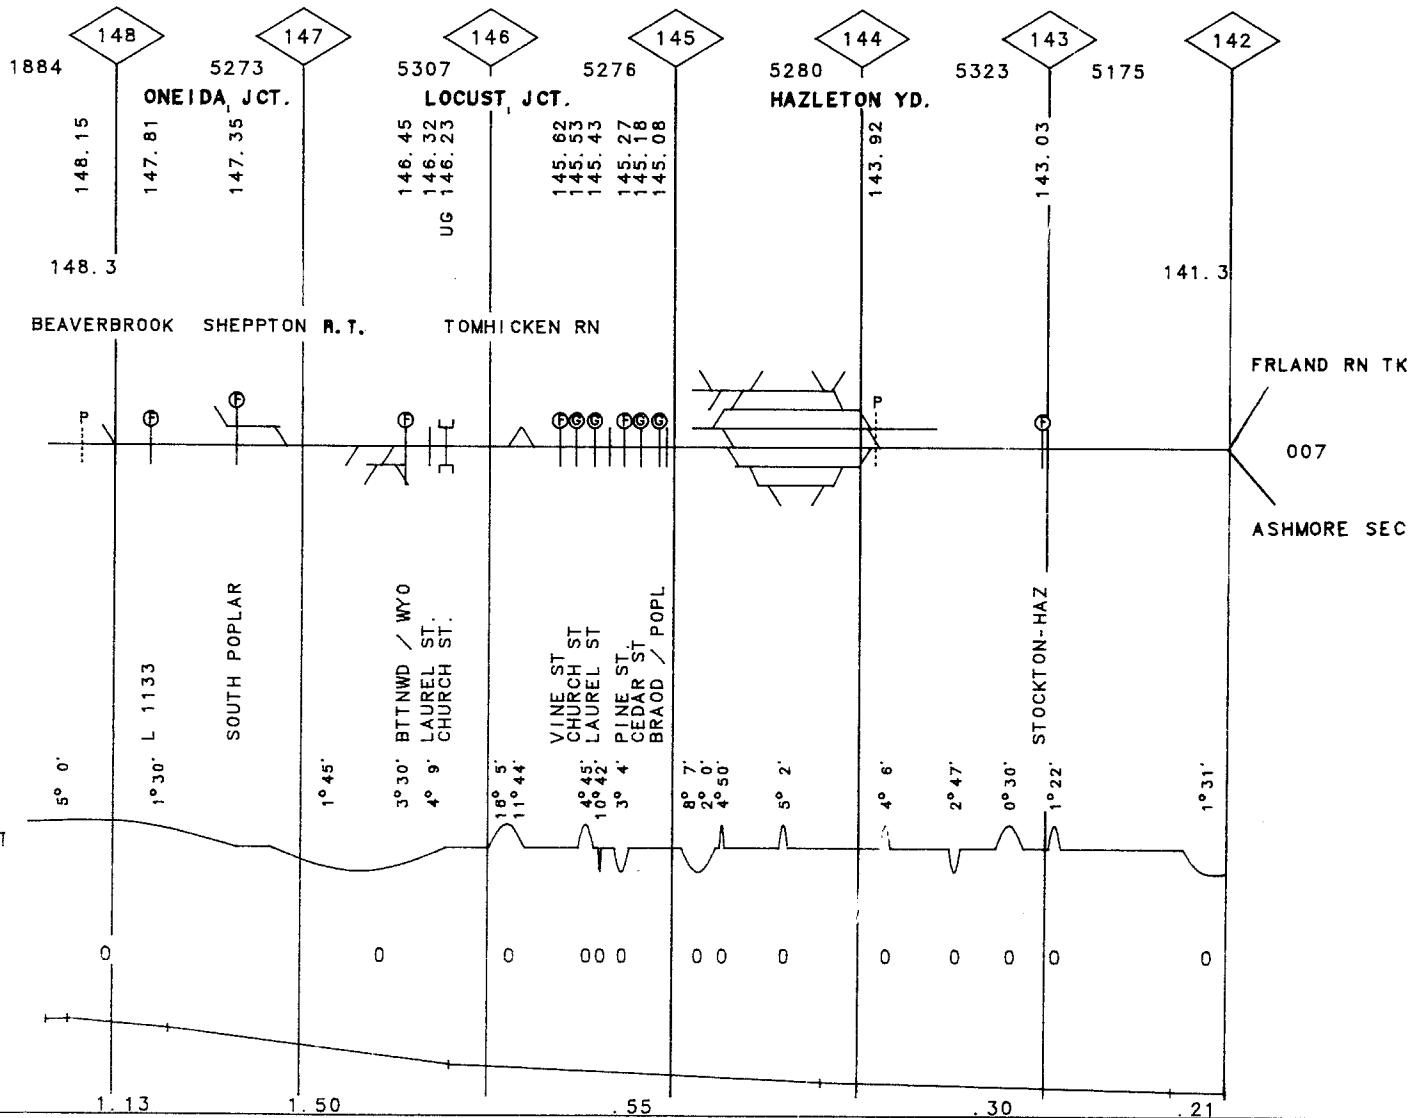 148 147 146 145 144 143 142
1884 5273 5307 5276 5280 5323 5175
ONEIDA JCT. LOCUST JCT. HAZLETON YD.
148.15 147.81 147.35 146.45 146.32 UG 146.23 145.62 145.53 145.43 145.27 145.18 145.08 143.92 143.03
148.3 141.3
BEAVERBROOK SHEPPTON R.T. TOMHICKEN RN
FRLAND RN TK
P F F F F G G F G G P F
007
ASHMORE SEC
L 1133 SOUTH POPLAR BTTNWD / WYO LAUREL ST. CHURCH ST. VINE ST CHURCH ST LAUREL ST PINE ST. CEDAR ST BRAOD / POPL STOCKTON-HAZ
5° 0' 1°30' 1°45' 3°30' 4° 9' 18° 5' 11°44' 4°45' 10°42' 3° 4' 8° 7' 2° 0' 4°50' 5° 2' 4° 6' 2°47' 0°30' 1°22' 1°31'
0 0 0 0 0 0 0 0 0 0 0 0 0 0
1.13 1.50 .55 .30 .21